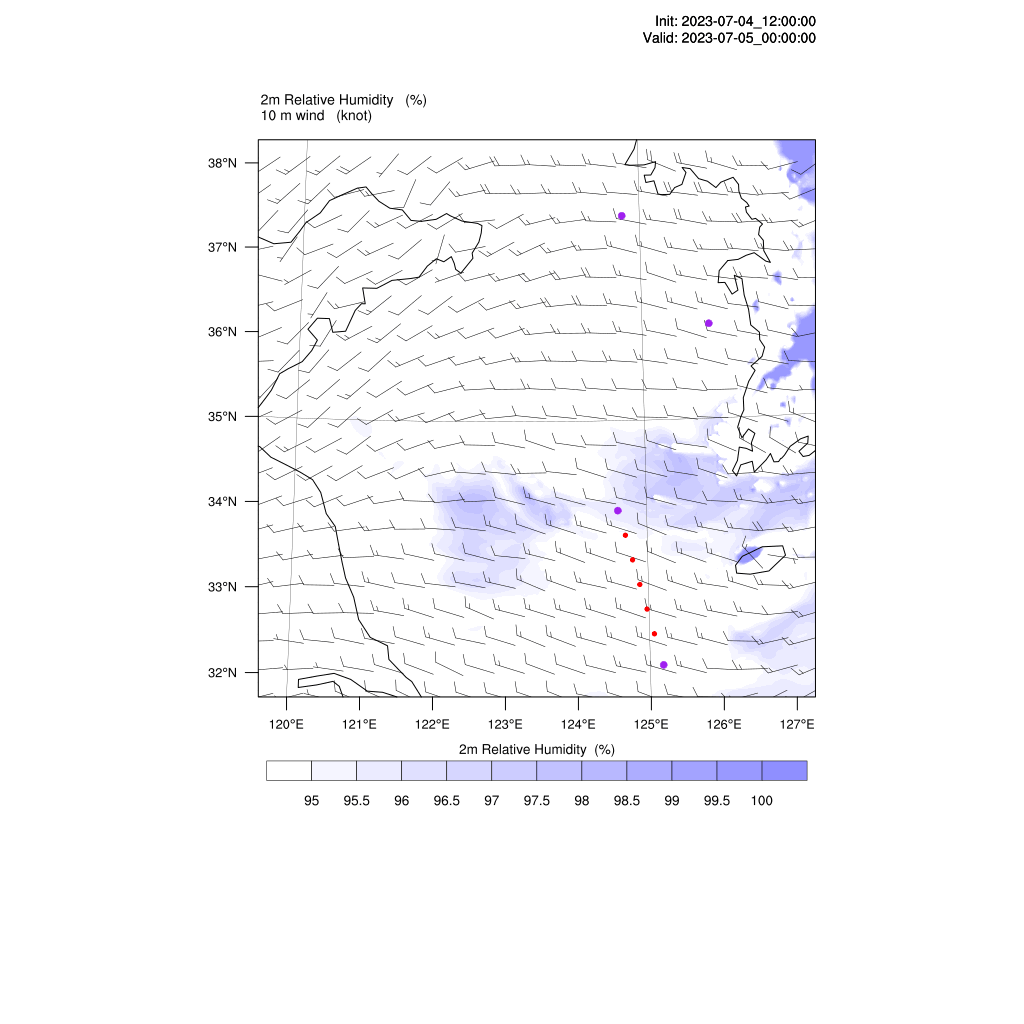 Init: 2023-07-04_12:00:00
Valid: 2023-07-05_00:00:00
2m Relative Humidity (%)
10 m wind (knot)
38°N
37°N
36°N
35°N
34°N
33°N
32°N
120°E 121°E 122°E 123°E 124°E 125°E 126°E 127°E
2m Relative Humidity (%)
95 95.5 96 96.5 97 97.5 98 98.5 99 99.5 100